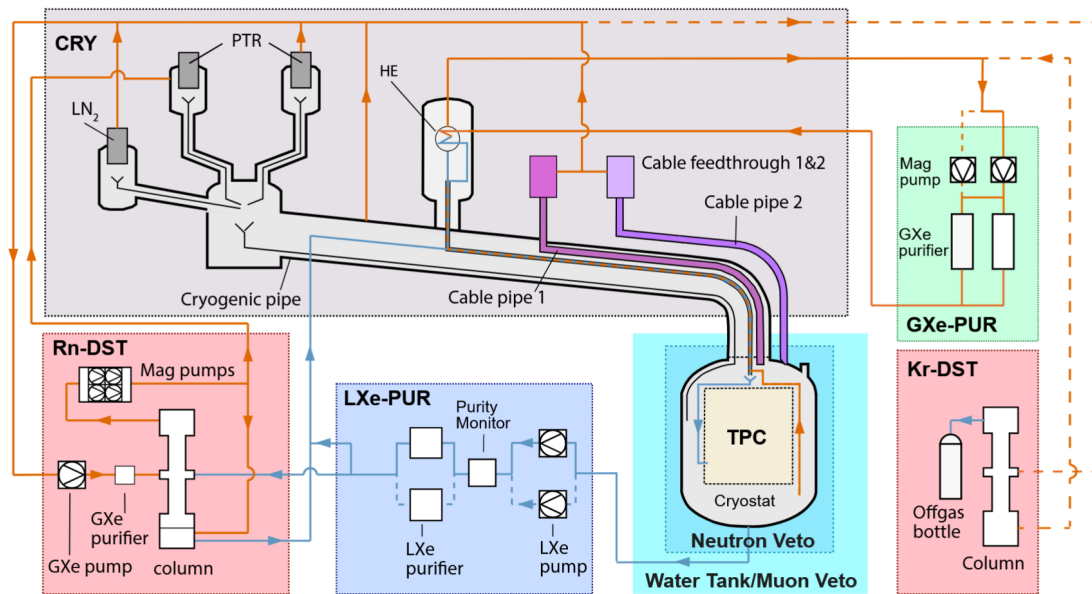 CRY
PTR
HE
LN2
Mag
pump
Cable feedthrough 1&2
Cable pipe 2
GXe
purifier
Cryogenic pipe
Cable pipe 1
GXe-PUR
Rn-DST
Mag pumps
LXe-PUR
Purity
Monitor
Kr-DST
TPC
Cryostat
GXe
purifier
GXe pump
column
LXe
purifier
LXe
pump
Neutron Veto
Water Tank/Muon Veto
Offgas
bottle
Column